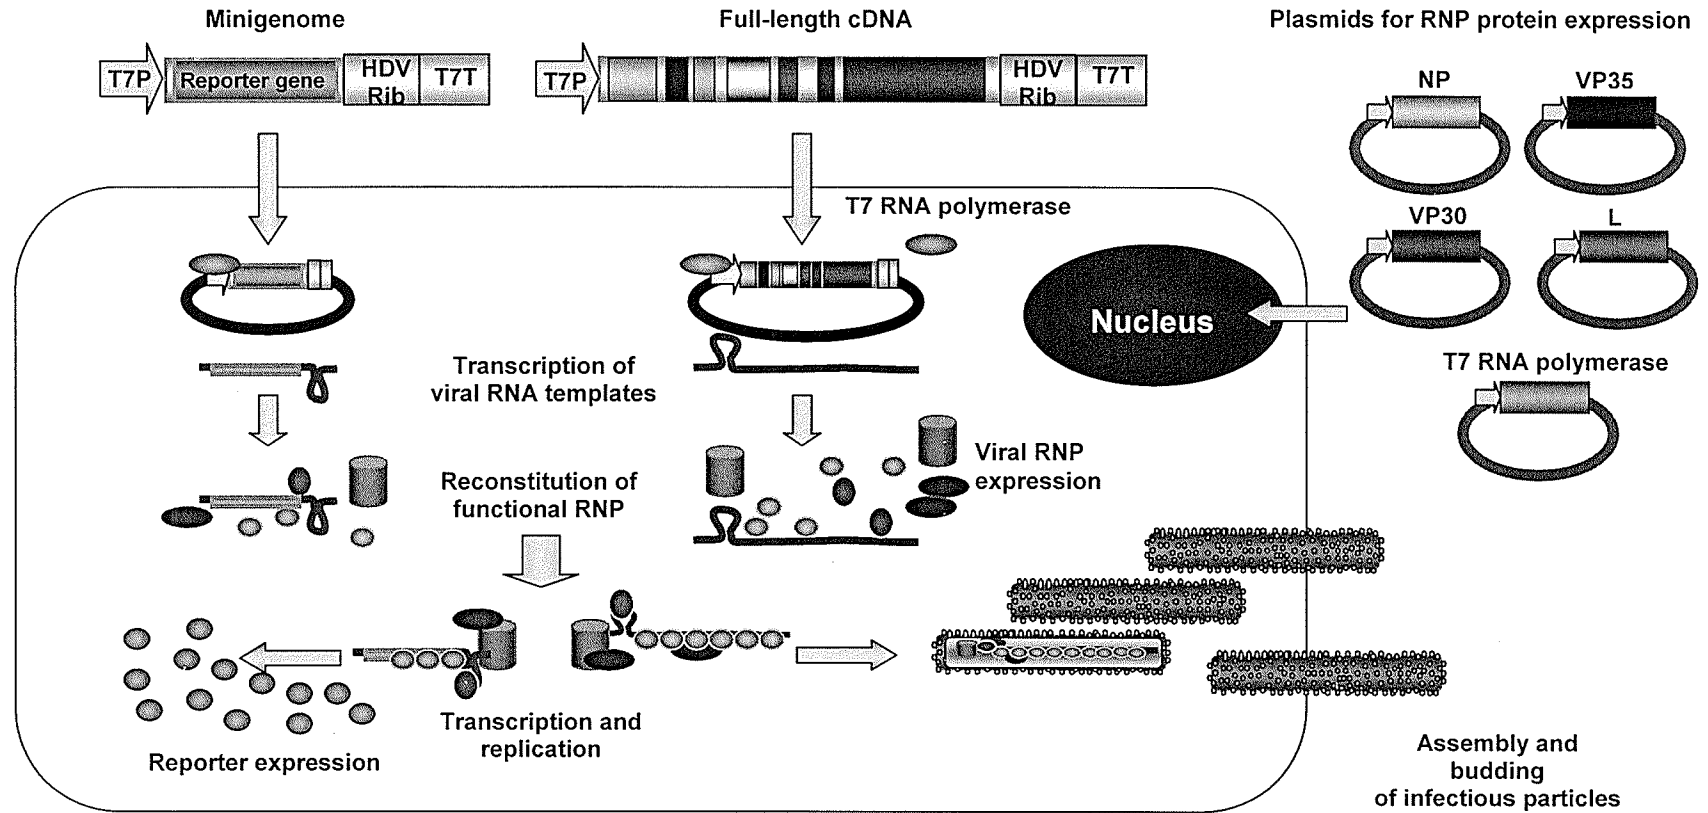 Minigenome
Full-length cDNA
Plasmids for RNP protein expression
T7P
Reporter gene
HDV
Rib
T7T
T7P
HDV
Rib
T7T
NP
VP35
VP30
L
T7 RNA polymerase
T7 RNA polymerase
Nucleus
Transcription of
viral RNA templates
Reconstitution of
functional RNP
Viral RNP
expression
Transcription and
replication
Reporter expression
Assembly and
budding
of infectious particles